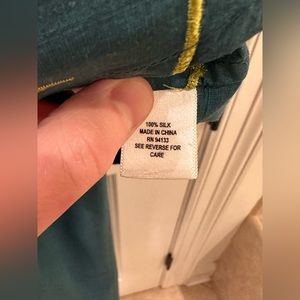 100% SILK
MADE IN CHINA
RN 94133
SEE REVERSE FOR
CARE